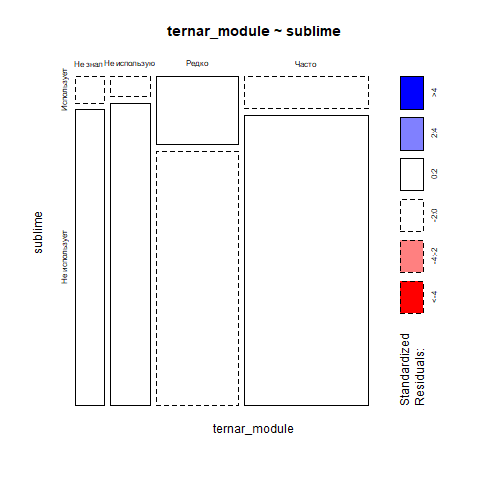 ternar_module ~ sublime
Не знал Не использую Редко Часто
Использует
Не использует
sublime
ternar_module
>4
2:4
0:2
-2:0
-4:-2
<-4
Standardized
Residuals: